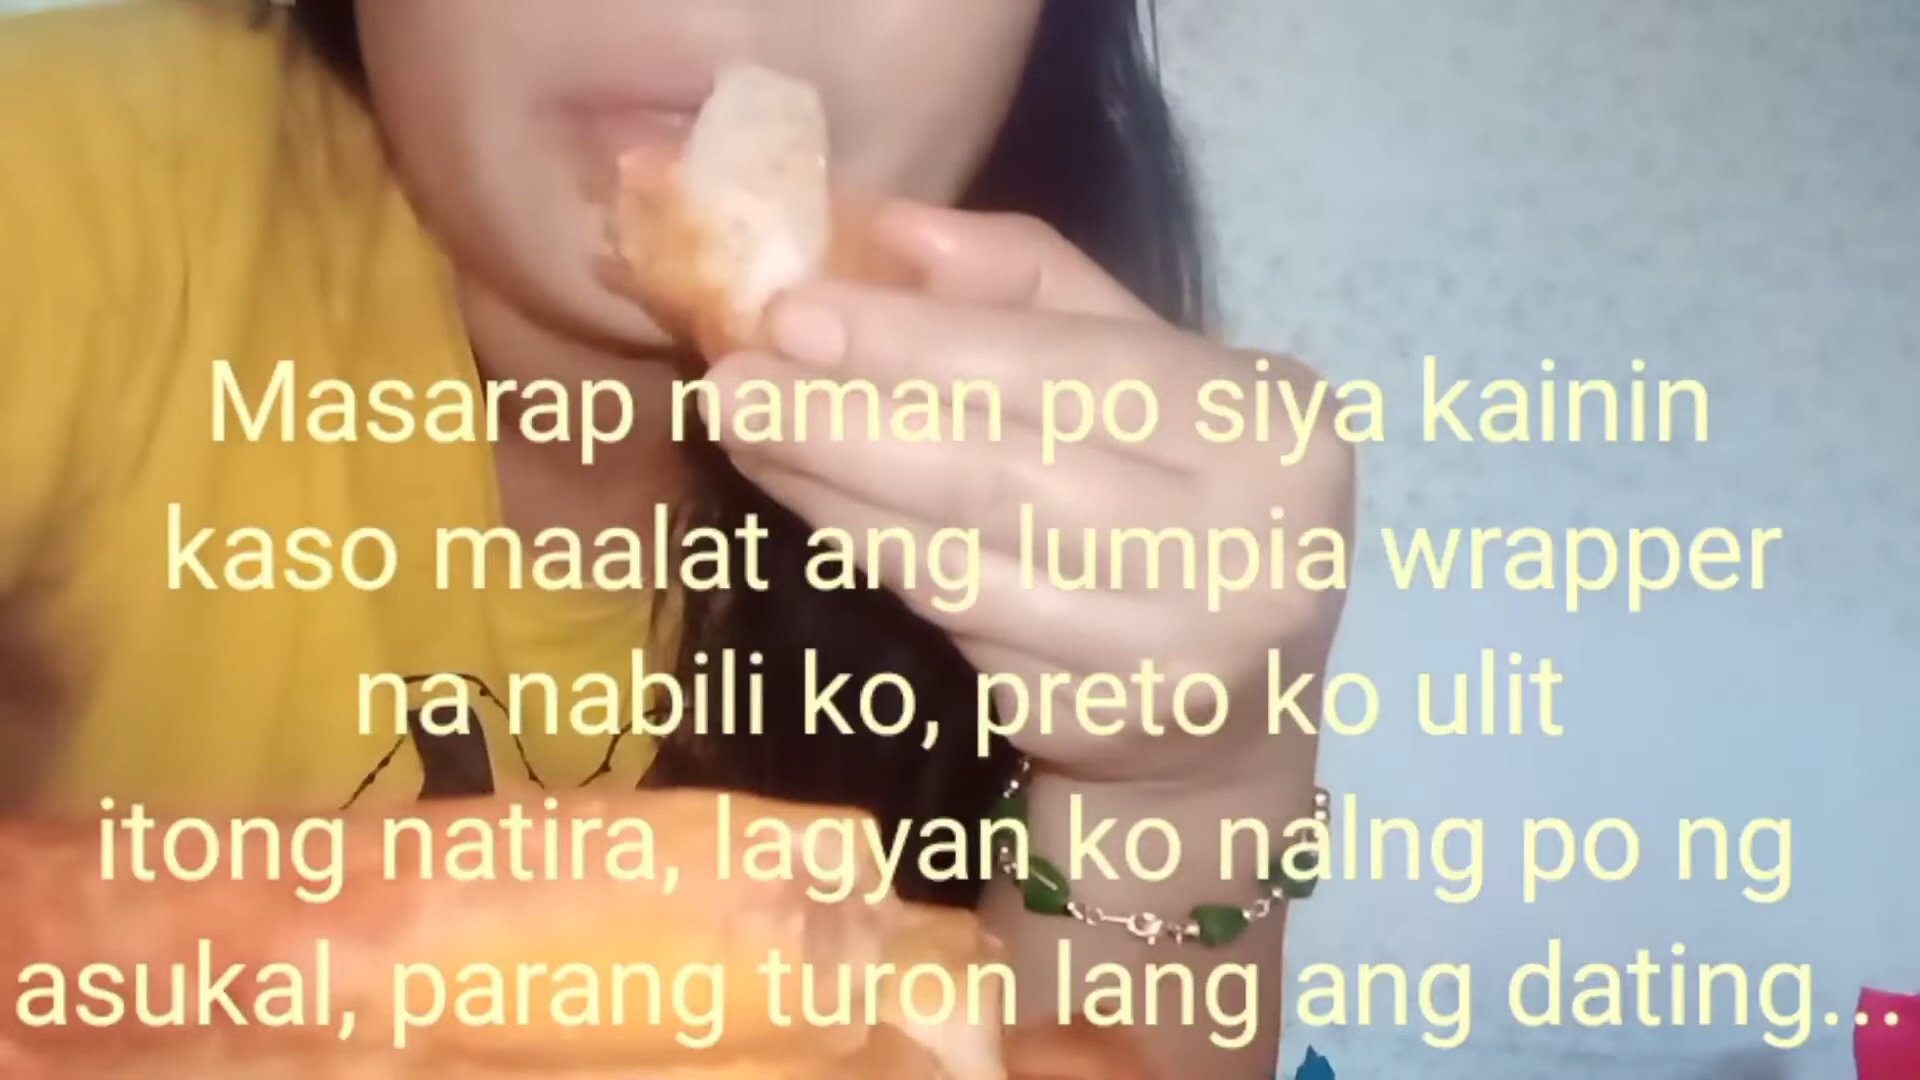 Masarap naman po siya kainin
kaso maalat ang lumpia wrapper
na nabili ko, preto ko ulit
itong natira, lagyan ko nalng po ng
asukal, parang turon lang ang dating...